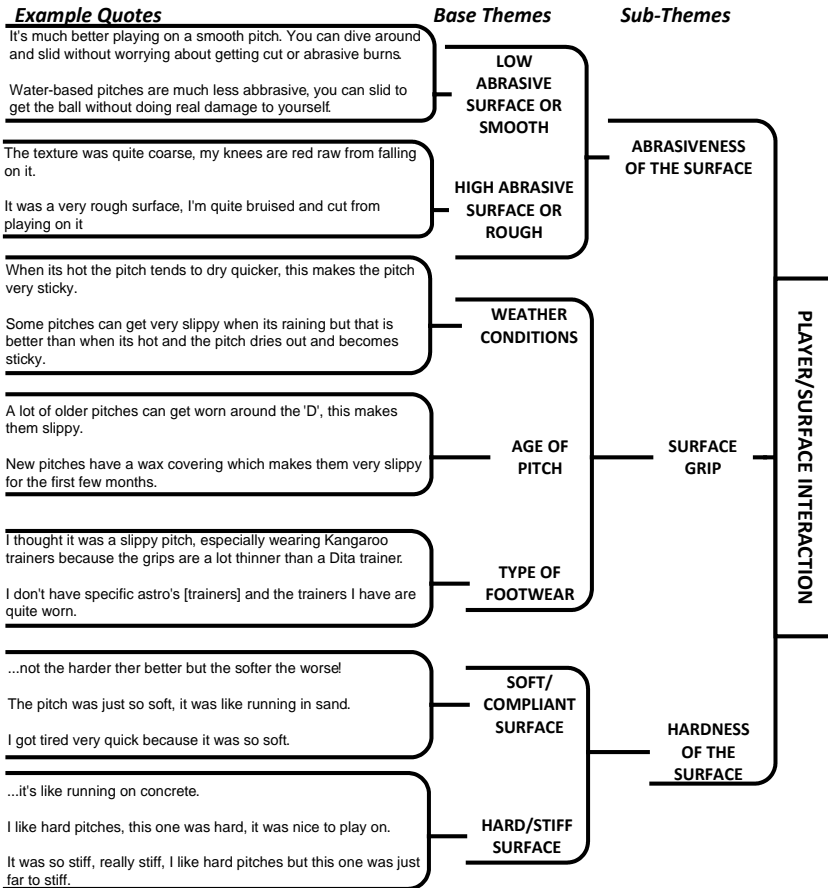 Example Quotes
Base Themes
Sub-Themes
It's much better playing on a smooth pitch. You can dive around
and slid without worrying about getting cut or abrasive burns.
Water-based pitches are much less abbrasive, you can slid to
get the ball without doing real damage to yourself.
LOW
ABRASIVE
SURFACE OR
SMOOTH
The texture was quite coarse, my knees are red raw from falling
on it.
It was a very rough surface, I'm quite bruised and cut from
playing on it
HIGH ABRASIVE
SURFACE OR
ROUGH
ABRASIVENESS
OF THE SURFACE
When its hot the pitch tends to dry quicker, this makes the pitch
very sticky.
Some pitches can get very slippy when its raining but that is
better than when its hot and the pitch dries out and becomes
sticky.
WEATHER
CONDITIONS
A lot of older pitches can get worn around the 'D', this makes
them slippy.
New pitches have a wax covering which makes them very slippy
for the first few months.
AGE OF
PITCH
SURFACE
GRIP
I thought it was a slippy pitch, especially wearing Kangaroo
trainers because the grips are a lot thinner than a Dita trainer.
I don't have specific astro's [trainers] and the trainers I have are
quite worn.
TYPE OF
FOOTWEAR
...not the harder ther better but the softer the worse!
The pitch was just so soft, it was like running in sand.
I got tired very quick because it was so soft.
SOFT/
COMPLIANT
SURFACE
...it's like running on concrete.
I like hard pitches, this one was hard, it was nice to play on.
It was so stiff, really stiff, I like hard pitches but this one was just
far to stiff.
HARD/STIFF
SURFACE
HARDNESS
OF THE
SURFACE
PLAYER/SURFACE INTERACTION